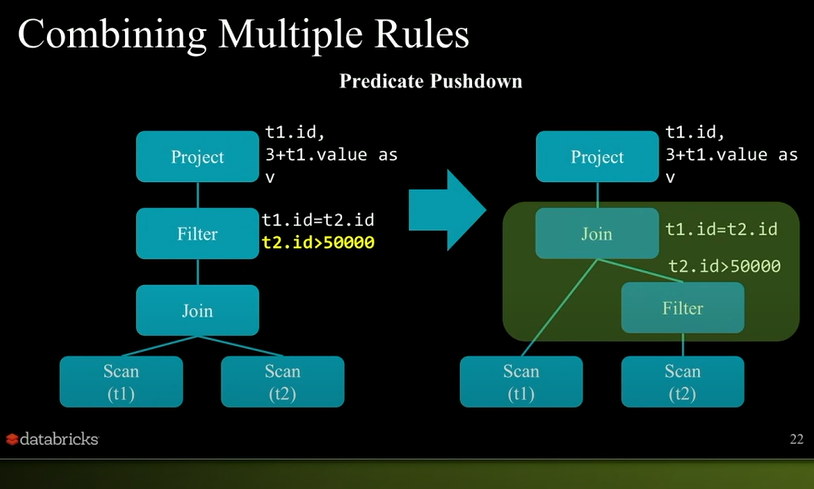 Combining Multiple Rules
Predicate Pushdown
Project
t1.id,
3+t1.value as
v
Filter
t1.id=t2.id
t2.id>50000
Join
Scan
(t1)
Scan
(t2)
Project
t1.id,
3+t1.value as
v
Join
t1.id=t2.id
t2.id>50000
Filter
Scan
(t1)
Scan
(t2)
databricks
22